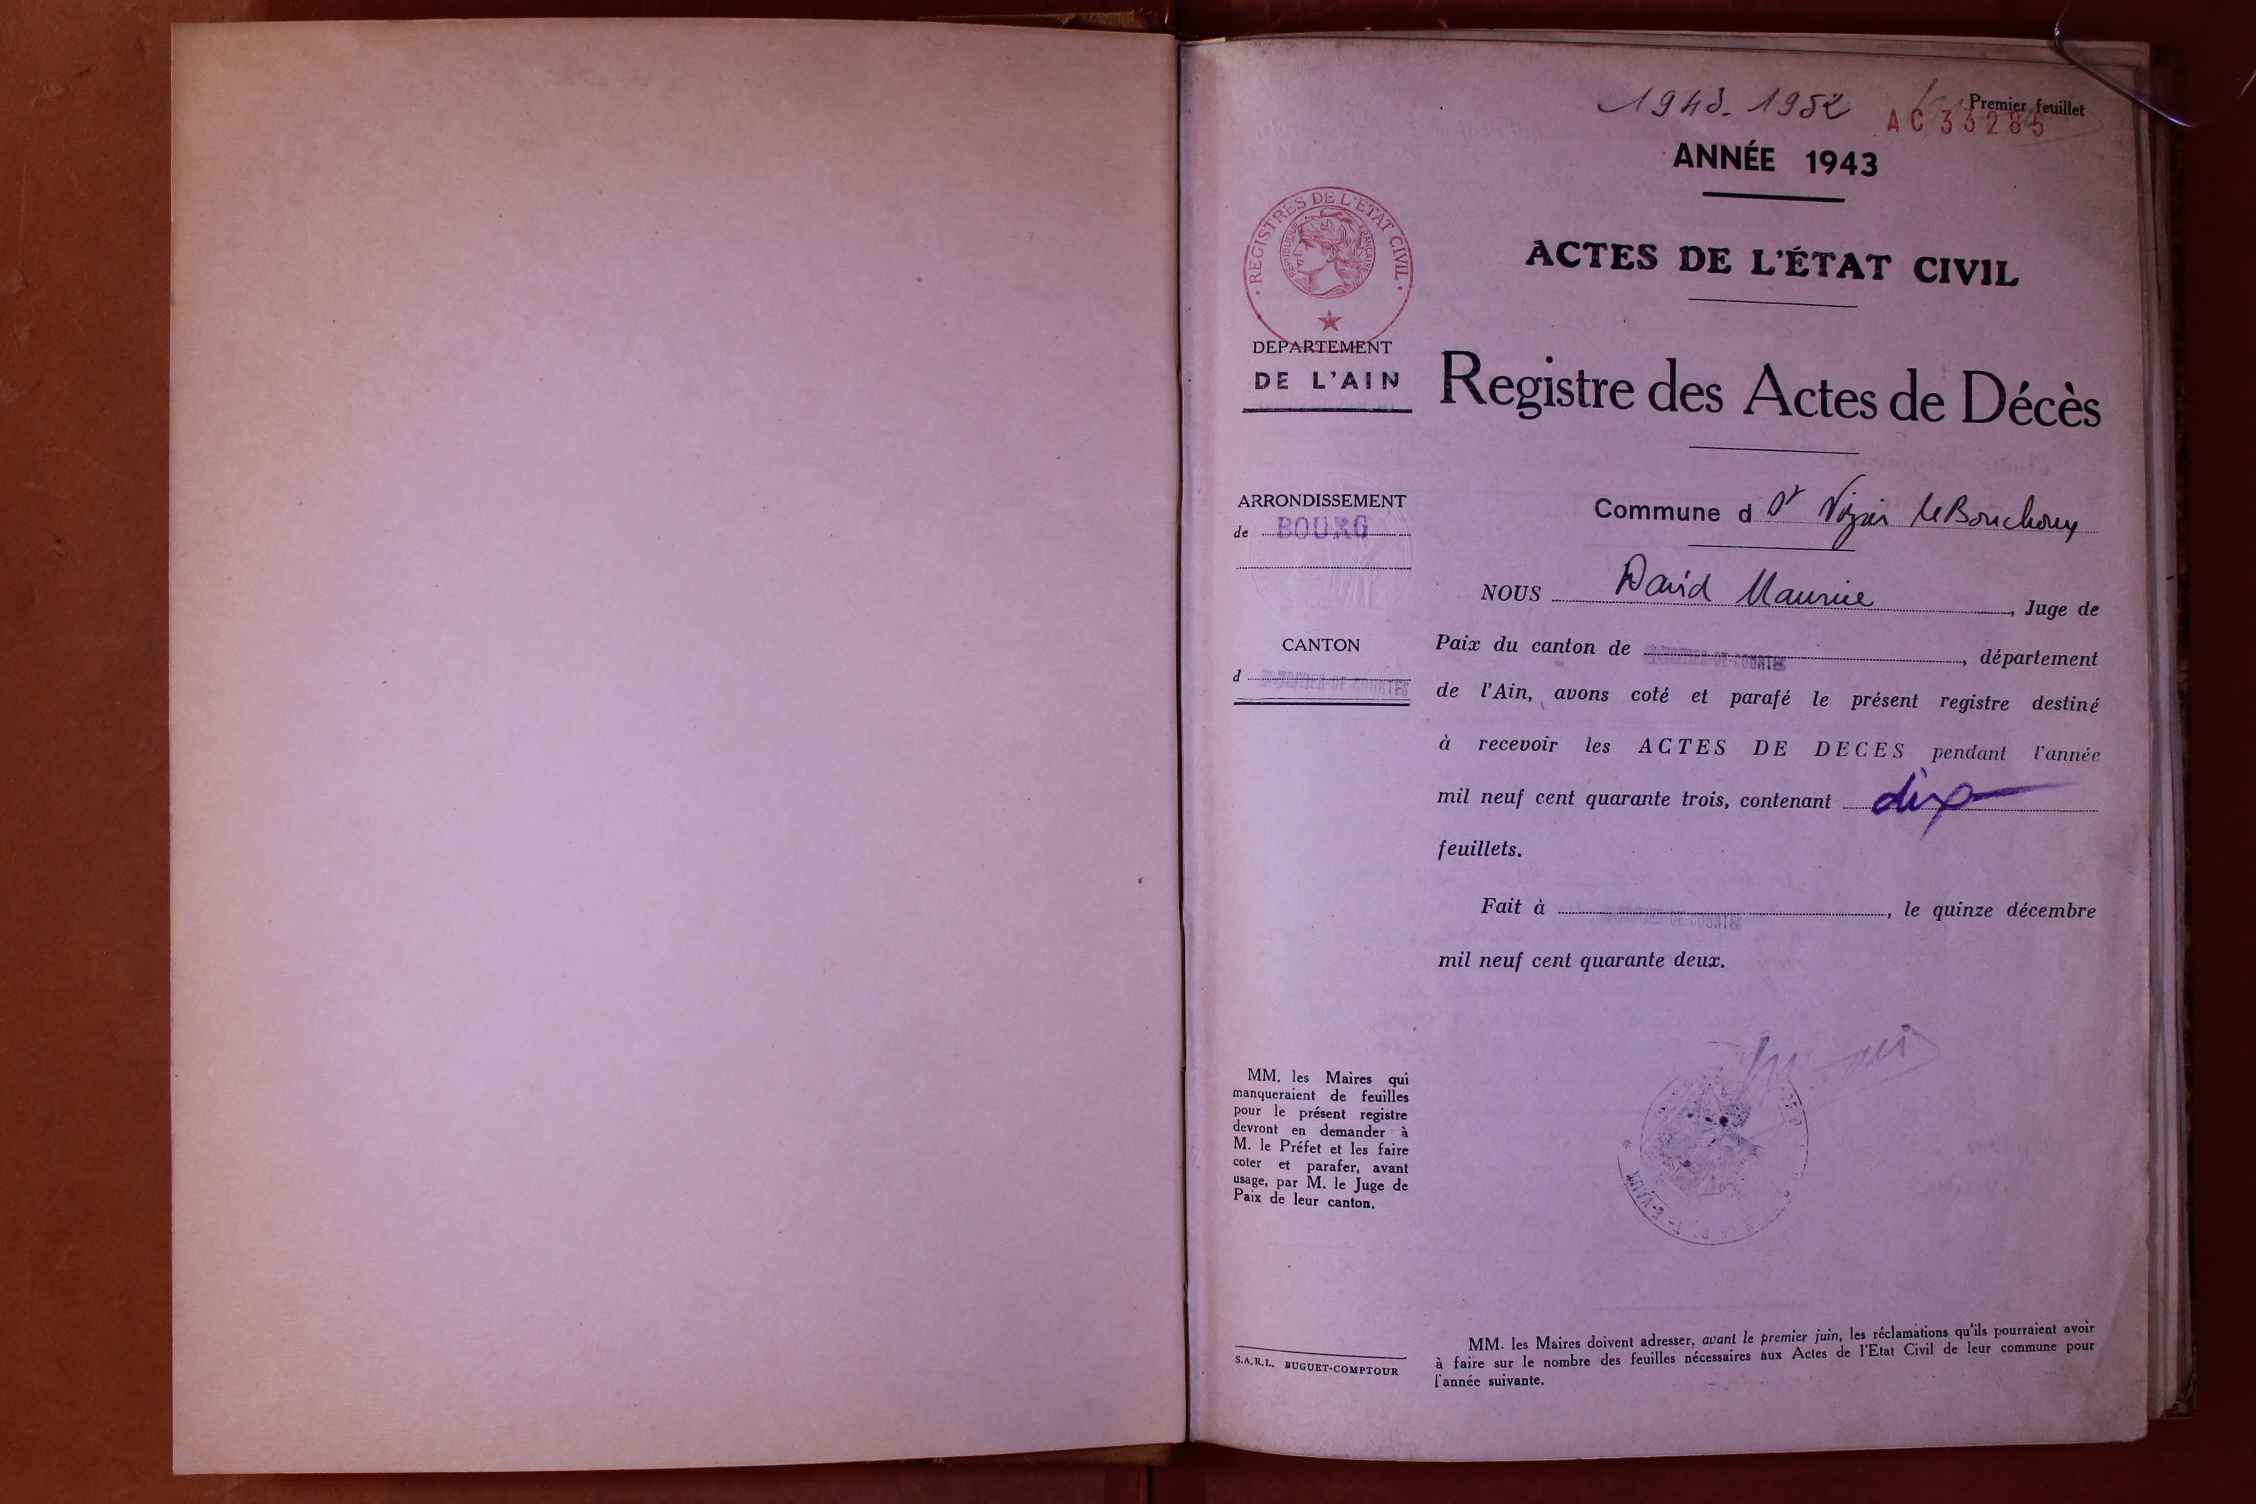 1943-1952
Premier feuillet
AC 33285
ANNÉE 1943
ACTES DE L'ÉTAT CIVIL
REGISTRES DE L'ETAT CIVIL
REPUBLIQUE FRANÇAISE
DEPARTEMENT
DE L'AIN
Registre des Actes de Décès
ARRONDISSEMENT
de BOURG
CANTON
d
Commune d St Vizier le Bouchoux
NOUS David Maurice, Juge de
Paix du canton de , département
de l'Ain, avons coté et parafé le présent registre destiné
à recevoir les ACTES DE DECES pendant l'année
mil neuf cent quarante trois, contenant dix
feuillets.
Fait à , le quinze décembre
mil neuf cent quarante deux.
MM. les Maires qui
manqueraient de feuilles
pour le présent registre
devront en demander à
M. le Préfet et les faire
coter et parafer, avant
usage, par M. le Juge de
Paix de leur canton.
S.A.R.L. BUGUET-COMPTOUR
MM. les Maires doivent adresser, avant le premier juin, les réclamations qu'ils pourraient avoir
à faire sur le nombre des feuilles nécessaires aux Actes de l'Etat Civil de leur commune pour
l'année suivante.